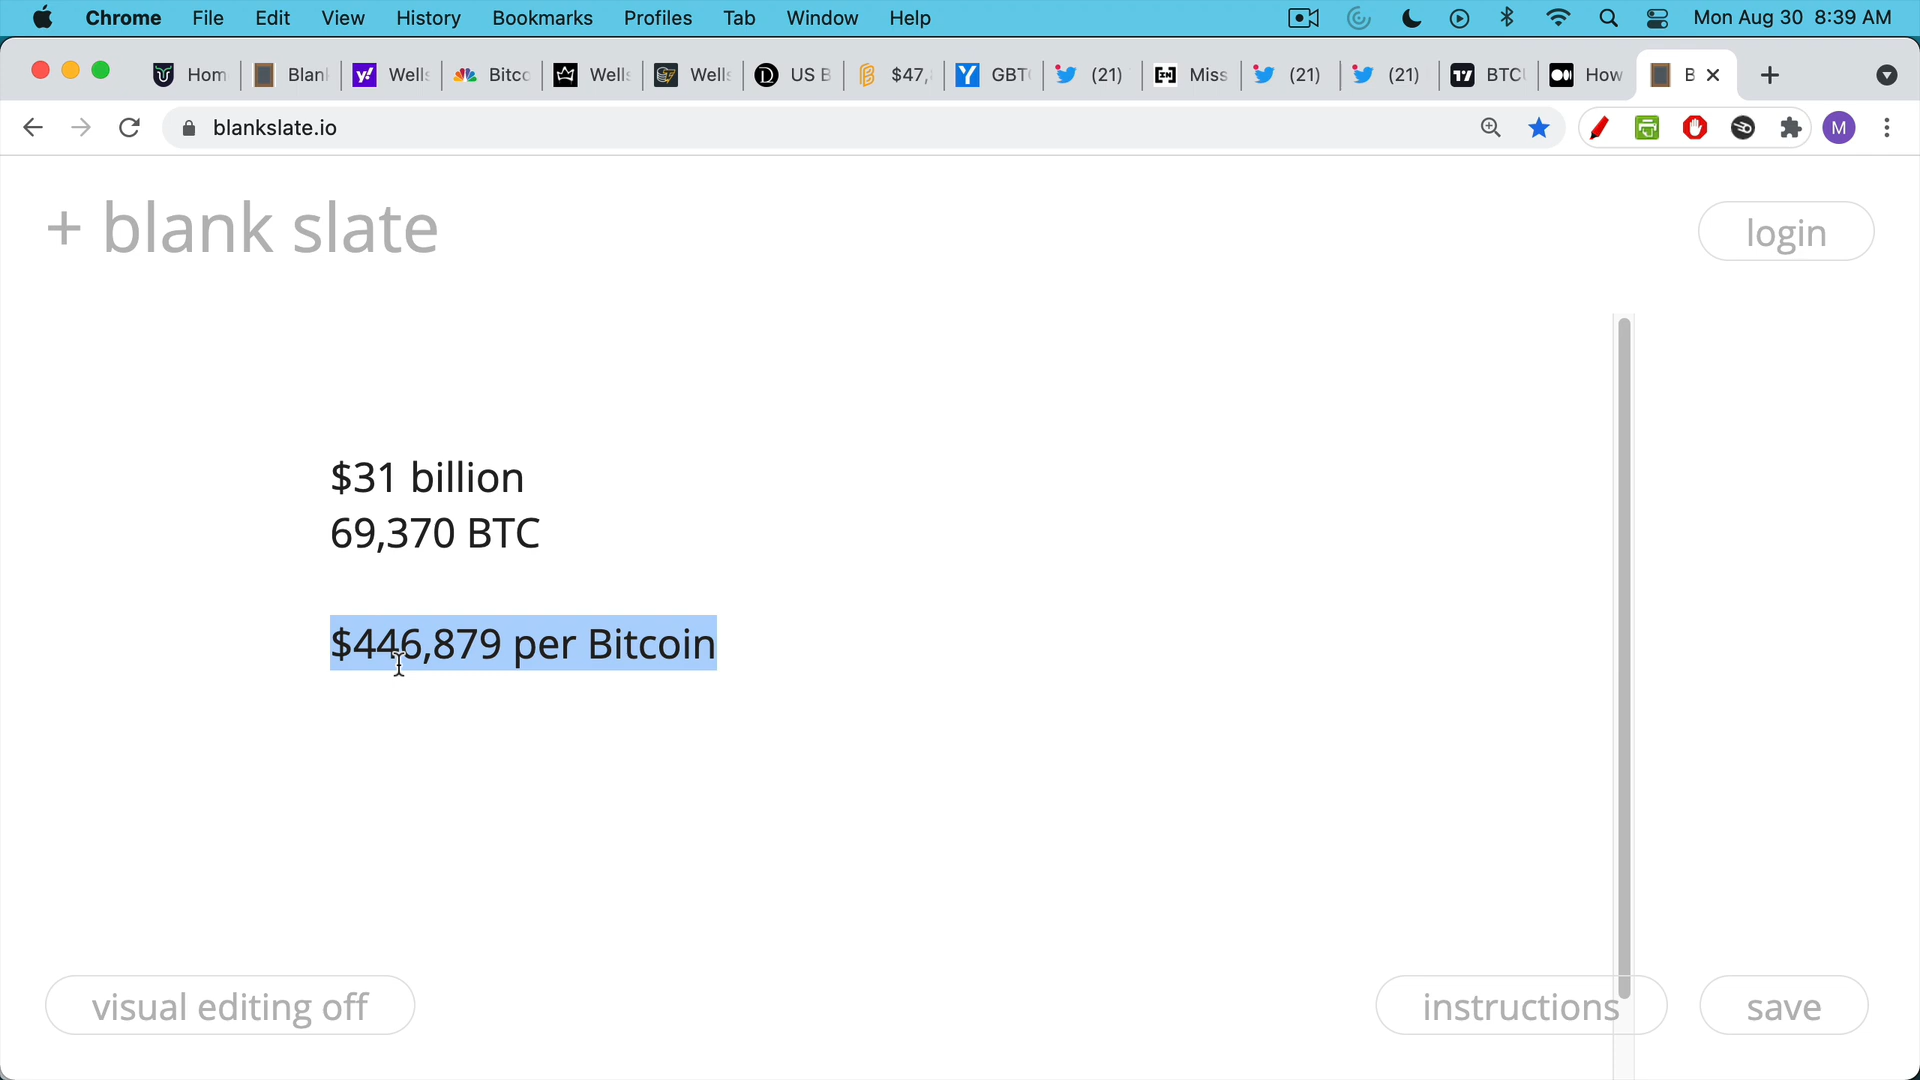 Chrome File Edit View History Bookmarks Profiles Tab Window Help Mon Aug 30 8:39 AM
Hom Blan Wells Bitco Wells Wells US B $47, GBT (21) Miss (21) (21) BTC How B
blankslate.io M
+ blank slate login
$31 billion
69,370 BTC
$446,879 per Bitcoin
visual editing off instructions save